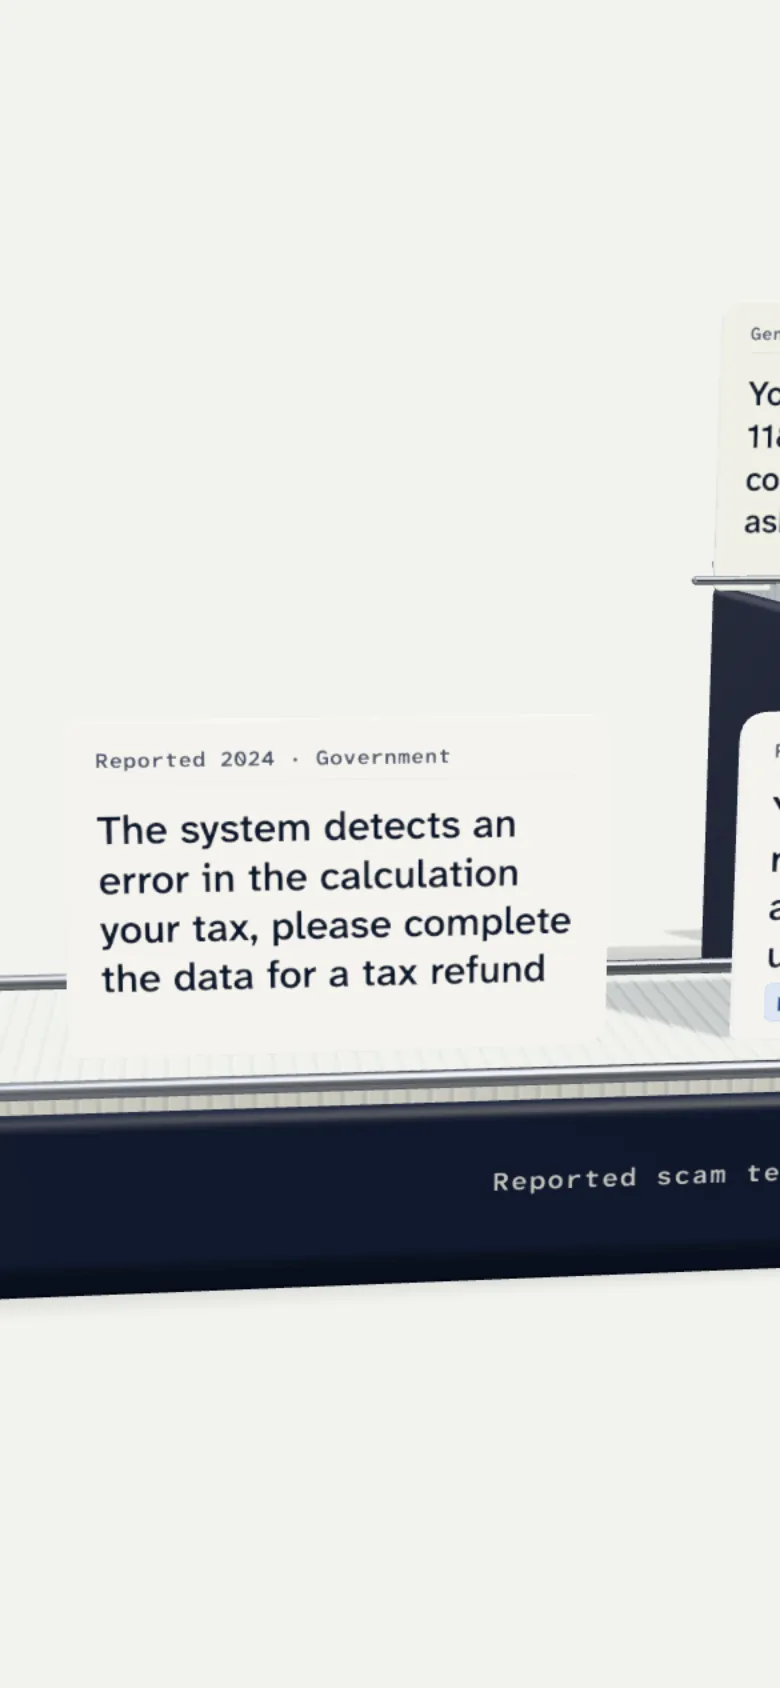 Reported 2024 · Government
The system detects an
error in the calculation
your tax, please complete
the data for a tax refund
Reported scam